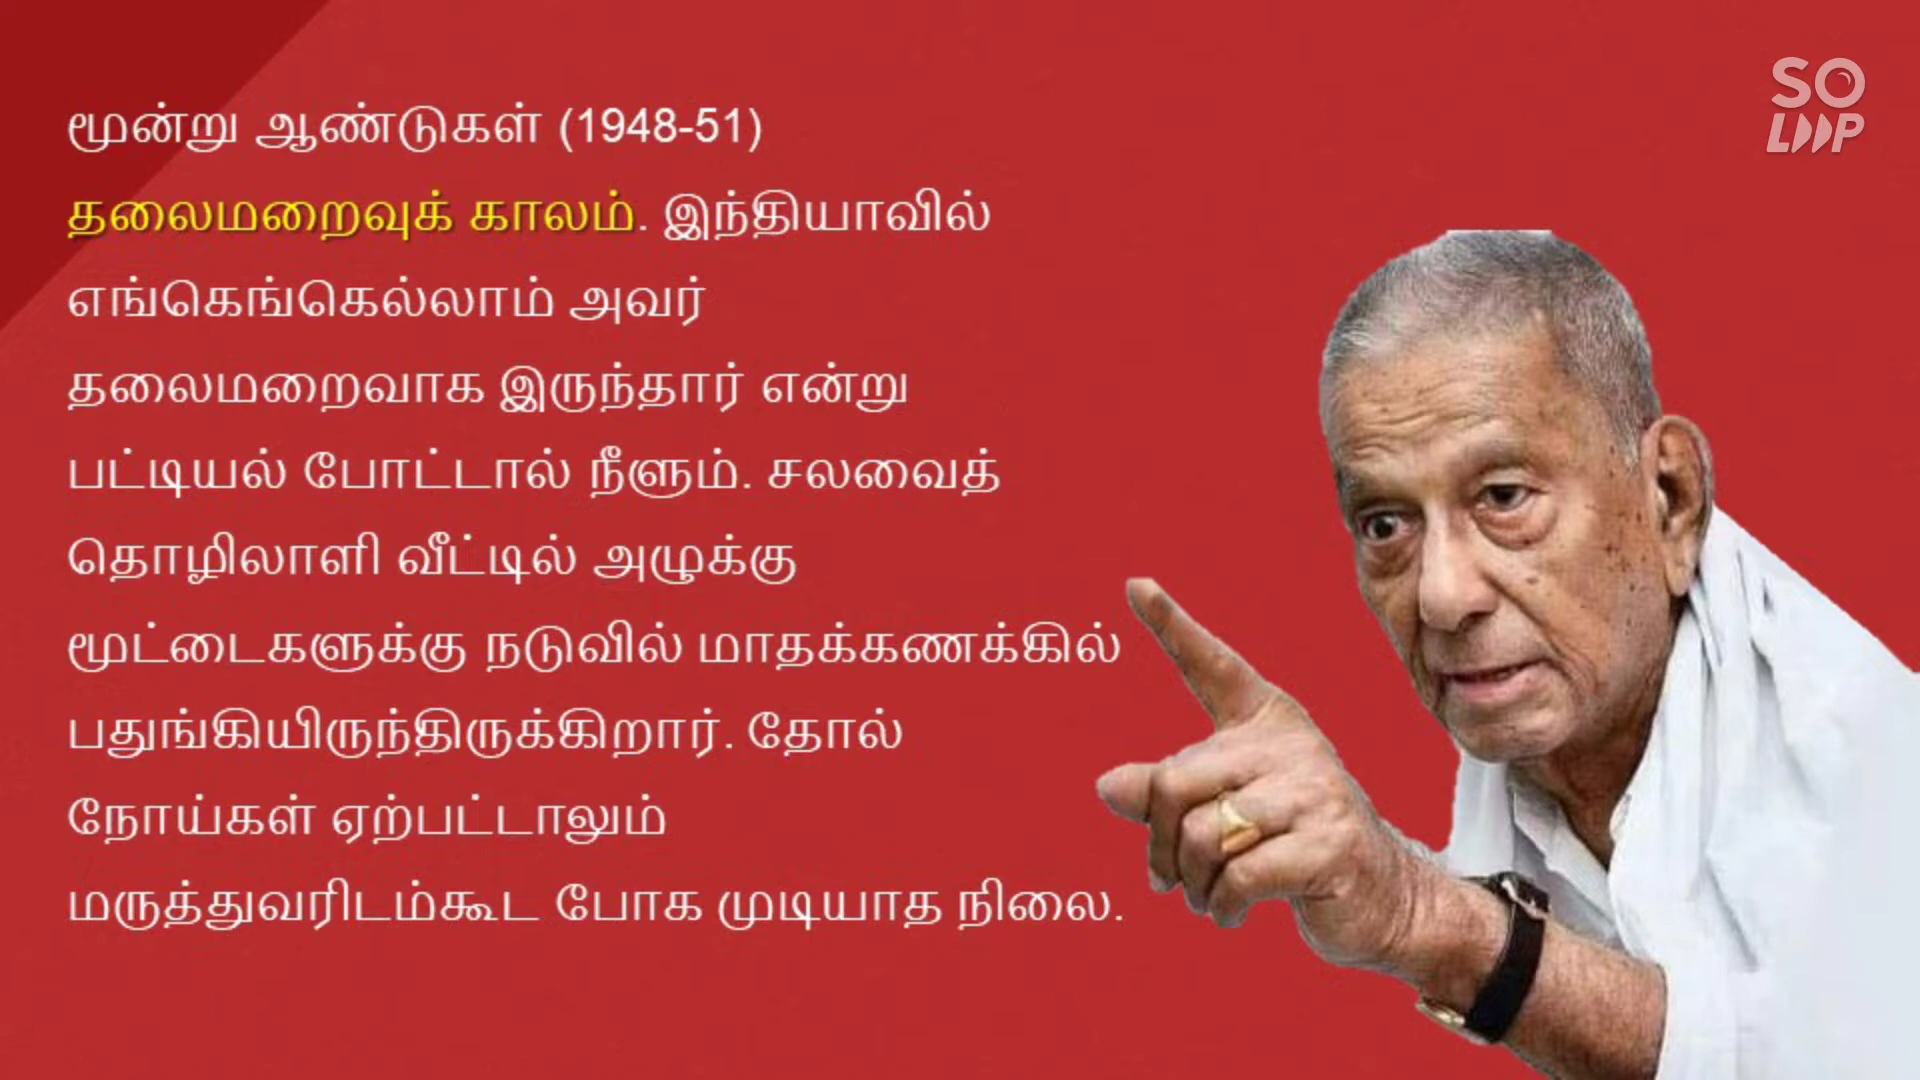 மூன்று ஆண்டுகள் (1948-51)
தலைமறைவுக் காலம். இந்தியாவில்
எங்கெங்கெல்லாம் அவர்
தலைமறைவாக இருந்தார் என்று
பட்டியல் போட்டால் நீளும். சலவைத்
தொழிலாளி வீட்டில் அழுக்கு
மூட்டைகளுக்கு நடுவில் மாதக்கணக்கில்
பதுங்கியிருந்திருக்கிறார். தோல்
நோய்கள் ஏற்பட்டாலும்
மருத்துவரிடம்கூட போக முடியாத நிலை.
SO
LOOP